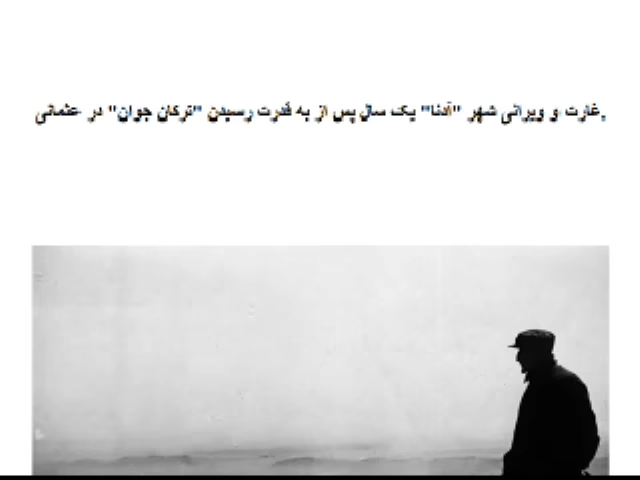 غارت و ویرانی شهر "آدنا" یک سال پس از به قدرت رسیدن "ترکان جوان" در عثمانی.